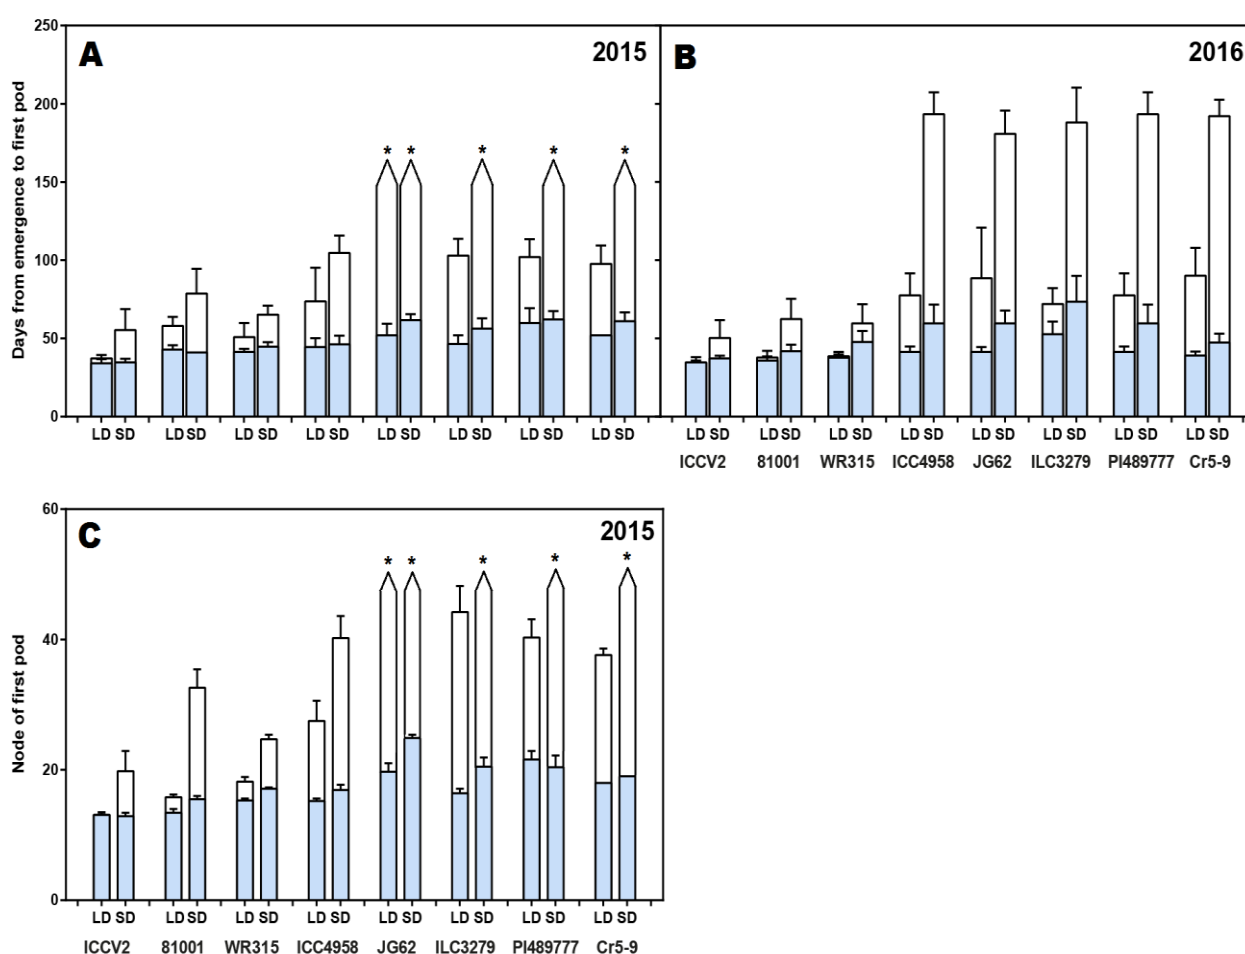 250
A
2015
B
2016
200
150
100
50
0
Days from emergence to first pod
* * * * *
LD SD LD SD LD SD LD SD LD SD LD SD LD SD LD SD
LD SD LD SD LD SD LD SD LD SD LD SD LD SD LD SD
ICCV2 81001 WR315 ICC4958 JG62 ILC3279 PI489777 Cr5-9
60
C
2015
40
20
0
Node of first pod
* * * * *
LD SD LD SD LD SD LD SD LD SD LD SD LD SD LD SD
ICCV2 81001 WR315 ICC4958 JG62 ILC3279 PI489777 Cr5-9